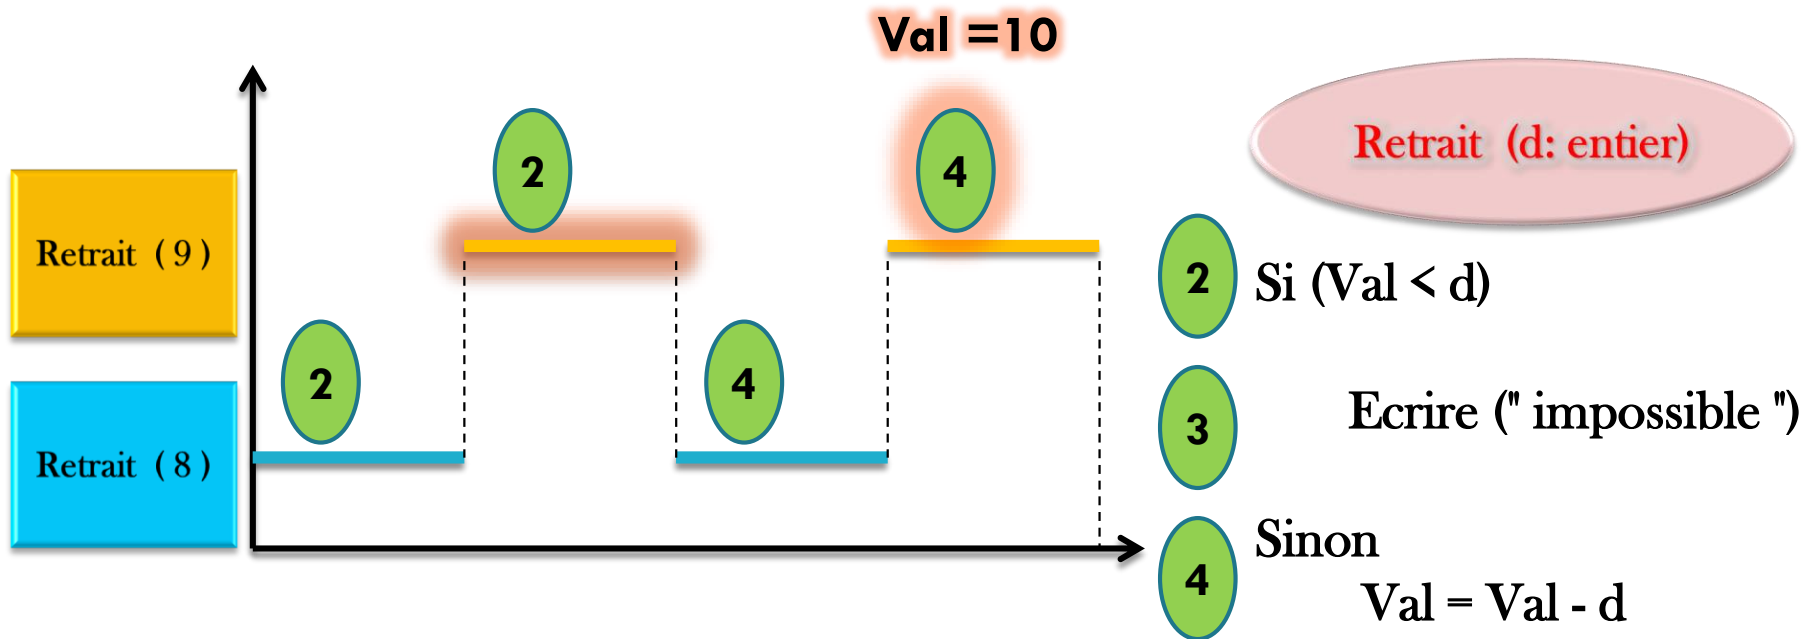 Val =10
Retrait (d: entier)
2
4
Retrait ( 9 )
2
Si (Val < d)
2
4
3
Ecrire (" impossible ")
Retrait ( 8 )
4
Sinon
Val = Val - d